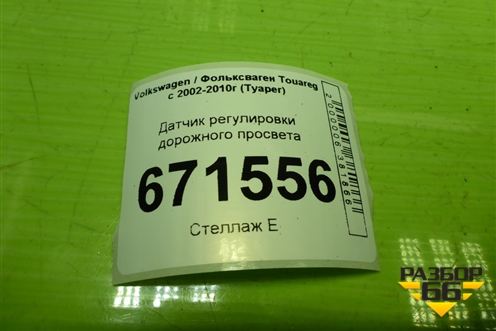 Volkswagen / Фольксваген Touareg
с 2002-2010г (Туарег)
Датчик регулировки
дорожного просвета
671556
Стеллаж E
РАЗБОР
66